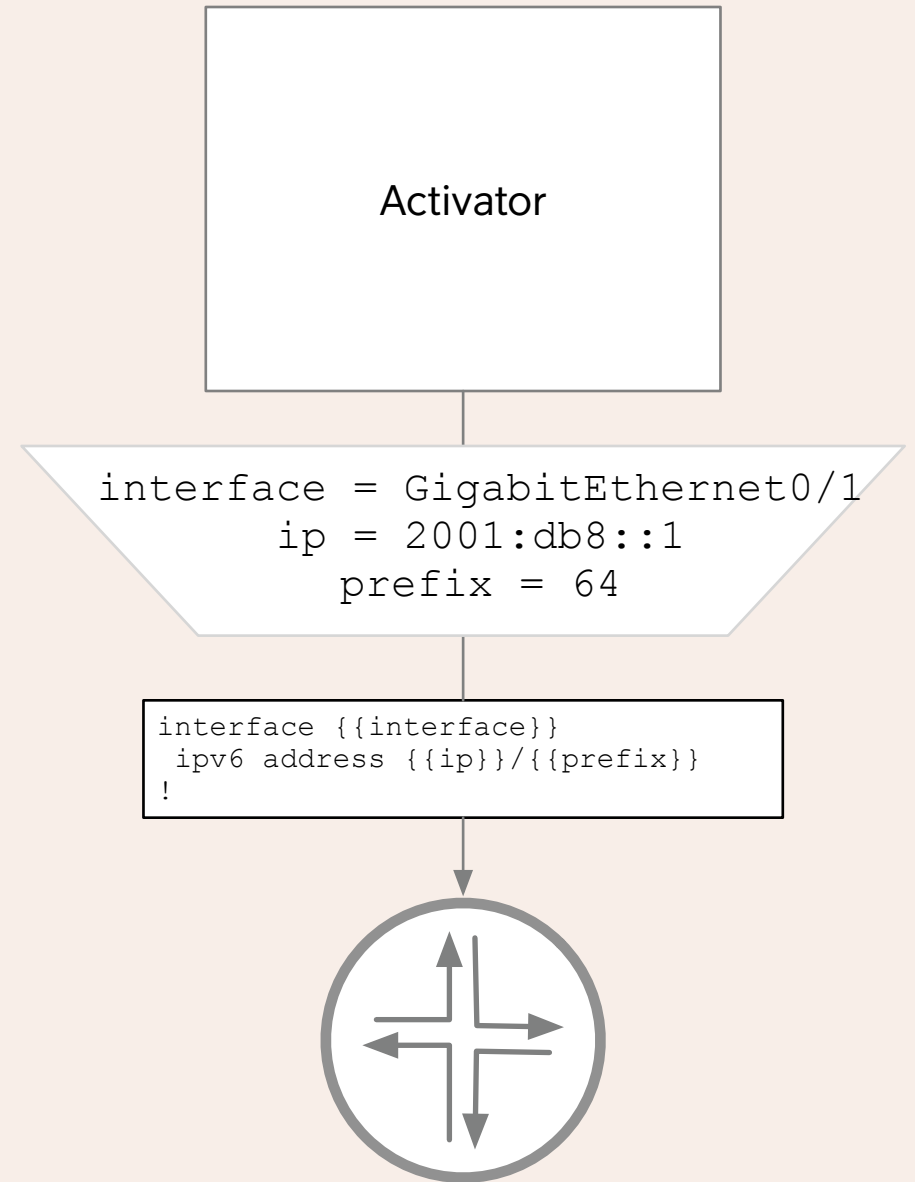 Activator
interface = GigabitEthernet0/1
ip = 2001:db8::1
prefix = 64
interface {{interface}}
 ipv6 address {{ip}}/{{prefix}}
!